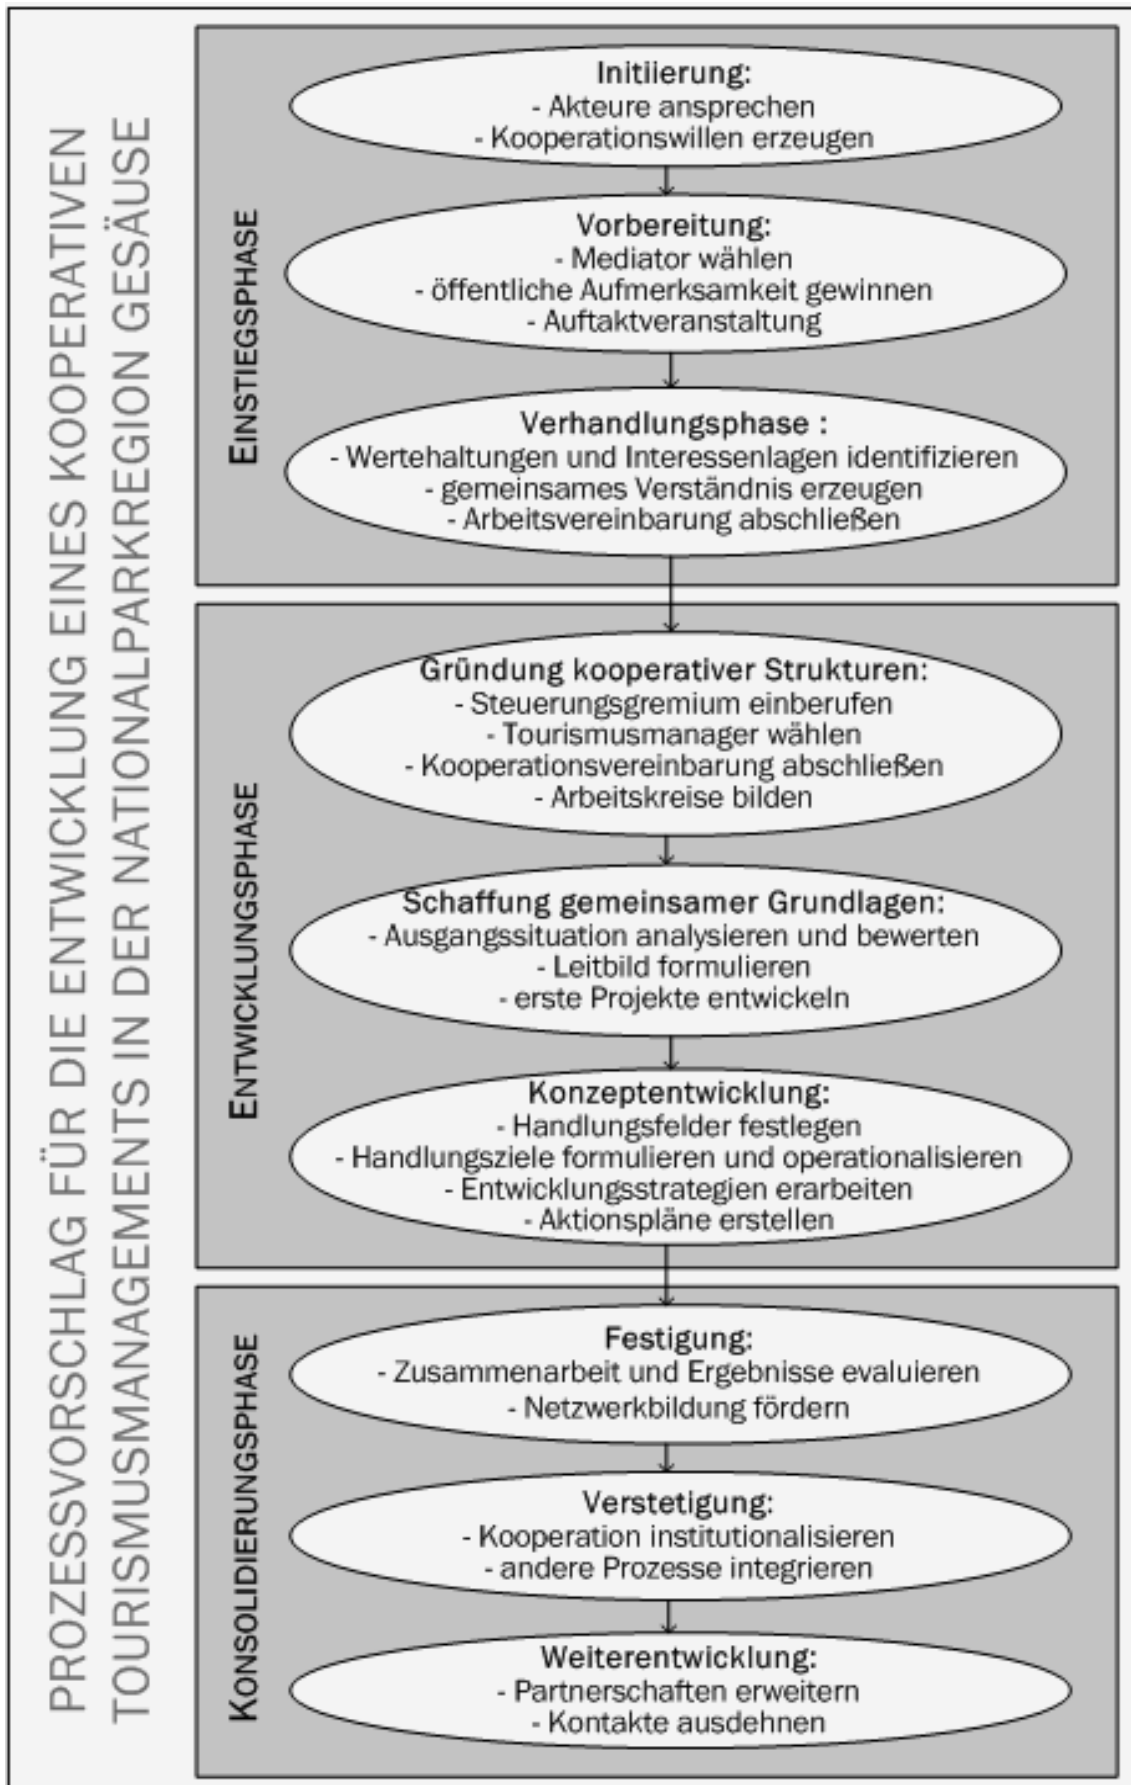 PROZESSVORSCHLAG FÜR DIE ENTWICKLUNG EINES KOOPERATIVEN
TOURISMUSMANAGEMENTS IN DER NATIONALPARKREGION GESÄUSE
EINSTIEGSPHASE
Initiierung:
- Akteure ansprechen
- Kooperationswillen erzeugen
Vorbereitung:
- Mediator wählen
- öffentliche Aufmerksamkeit gewinnen
- Auftaktveranstaltung
Verhandlungsphase :
- Wertehaltungen und Interessenlagen identifizieren
- gemeinsames Verständnis erzeugen
- Arbeitsvereinbarung abschließen
ENTWICKLUNGSPHASE
Gründung kooperativer Strukturen:
- Steuerungsgremium einberufen
- Tourismusmanager wählen
- Kooperationsvereinbarung abschließen
- Arbeitskreise bilden
Schaffung gemeinsamer Grundlagen:
- Ausgangssituation analysieren und bewerten
- Leitbild formulieren
- erste Projekte entwickeln
Konzeptentwicklung:
- Handlungsfelder festlegen
- Handlungsziele formulieren und operationalisieren
- Entwicklungsstrategien erarbeiten
- Aktionspläne erstellen
KONSOLIDIERUNGSPHASE
Festigung:
- Zusammenarbeit und Ergebnisse evaluieren
- Netzwerkbildung fördern
Verstetigung:
- Kooperation institutionalisieren
- andere Prozesse integrieren
Weiterentwicklung:
- Partnerschaften erweitern
- Kontakte ausdehnen